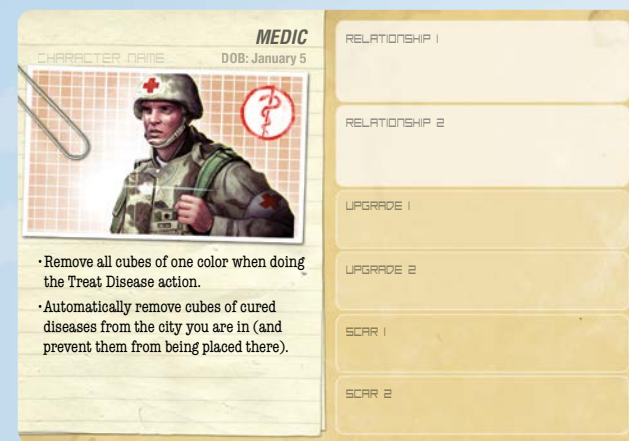 MEDIC
CHARACTER NAME
DOB: January 5
· Remove all cubes of one color when doing
the Treat Disease action.
· Automatically remove cubes of cured
diseases from the city you are in (and
prevent them from being placed there).
RELATIONSHIP 1
RELATIONSHIP 2
UPGRADE 1
UPGRADE 2
SCAR 1
SCAR 2